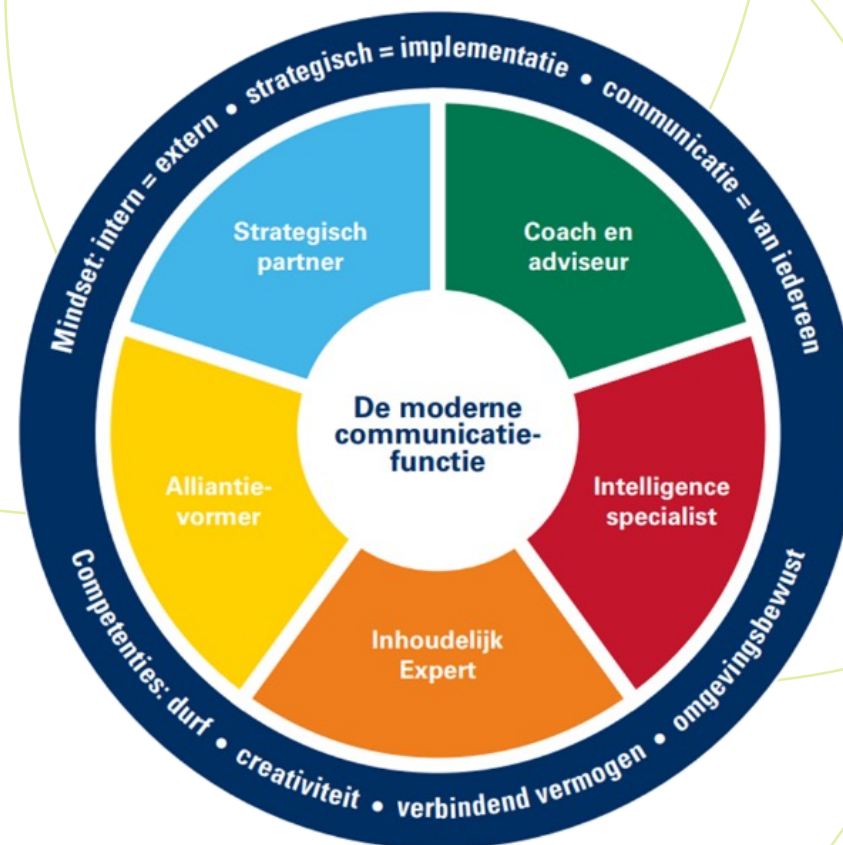 Mindset: intern = extern • strategisch = implementatie • communicatie = van iedereen
Strategisch
partner
Coach en
adviseur
De moderne
communicatie-
functie
Alliantie-
vormer
Intelligence
specialist
Inhoudelijk
Expert
Competenties: durf • creativiteit • verbindend vermogen • omgevingsbewust